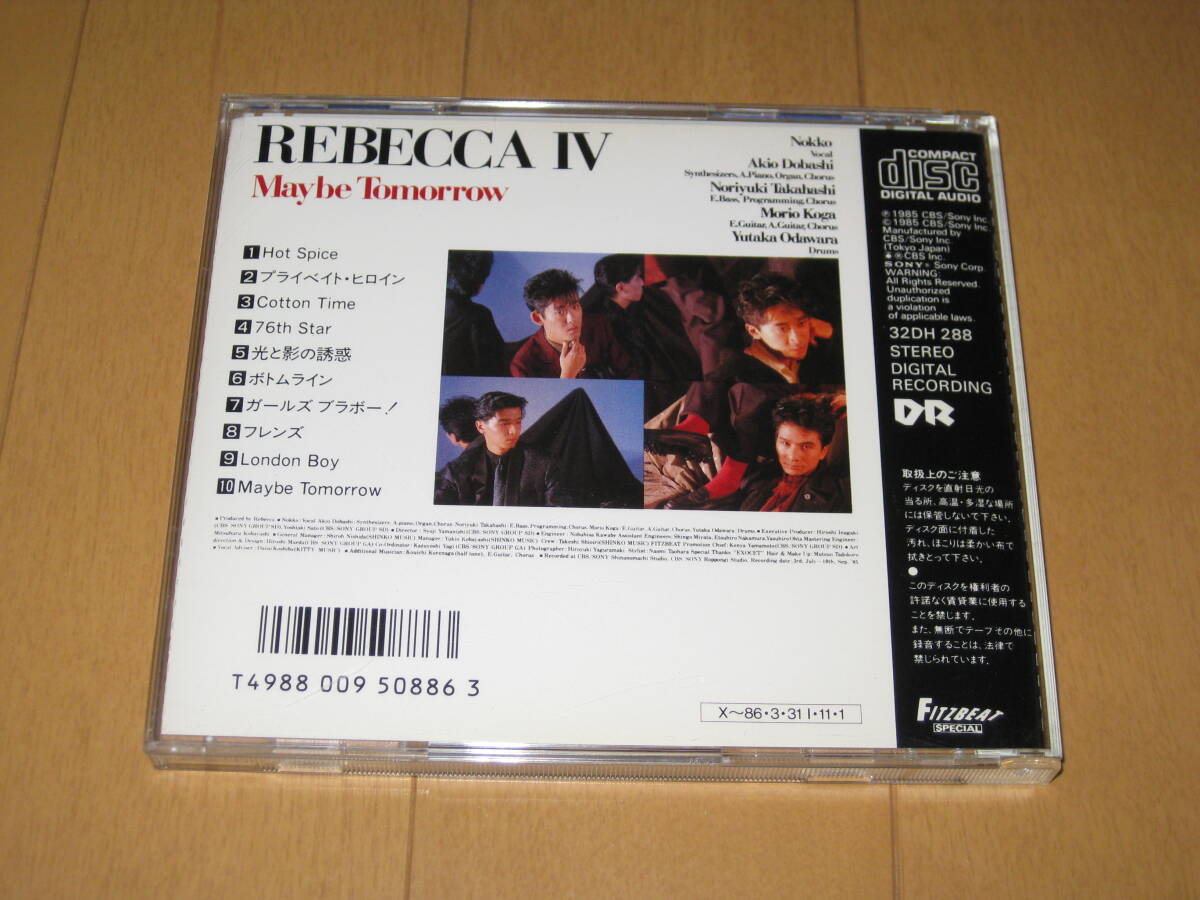 REBECCA IV
Maybe Tomorrow
Nokko
Vocal
Akio Dobashi
Synthesizers, A.Piano, Organ, Chorus
Noriyuki Takahashi
E.Bass, Programming, Chorus
Morio Koga
E.Guitar, A.Guitar, Chorus
Yutaka Odawara
Drums
1 Hot Spice
2 プライベイト・ヒロイン
3 Cotton Time
4 76th Star
5 光と影の誘惑
6 ボトムライン
7 ガールズ ブラボー!
8 フレンズ
9 London Boy
10 Maybe Tomorrow
T4988 009 50886 3
X〜86・3・31 I・11・1
COMPACT
disc
DIGITAL AUDIO
℗1985 CBS/Sony Inc.
©1985 CBS/Sony Inc.
Manufactured by
CBS/Sony Inc.
(Tokyo Japan)
®CBS Inc.
SONY® Sony Corp.
WARNING:
All Rights Reserved.
Unauthorized
duplication is
a violation
of applicable laws.
32DH 288
STEREO
DIGITAL
RECORDING
DR
取扱上のご注意
ディスクを直射日光の
当る所、高温・多湿な場所
には保管しないで下さい。
ディスク面に付着した
汚れ、ほこりは柔かい布で
拭きとって下さい。
このディスクを権利者の
許諾なく賃貸業に使用する
ことを禁じます。
また、無断でテープその他に
録音することは、法律で
禁じられています。
FITZBEAT
SPECIAL